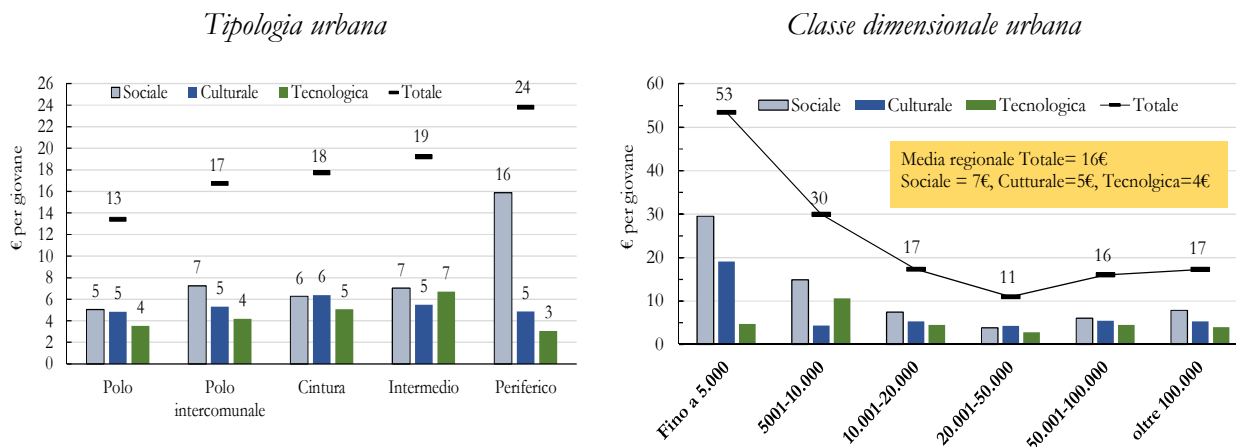 Tipologia urbana
€ per giovane
26
24
22
20
18
16
14
12
10
8
6
4
2
0
Sociale Culturale Tecnologica Totale
13
17
18
19
24
5 5 4
7 5 4
6 6 5
7 5 7
16 5 3
Polo
Polo intercomunale
Cintura
Intermedio
Periferico
Classe dimensionale urbana
€ per giovane
60
50
40
30
20
10
0
Sociale Culturale Tecnologica Totale
53
30
17
11
16
17
Media regionale Totale= 16€
Sociale = 7€, Cutturale=5€, Tecnolgica=4€
Fino a 5.000
5001-10.000
10.001-20.000
20.001-50.000
50.001-100.000
oltre 100.000